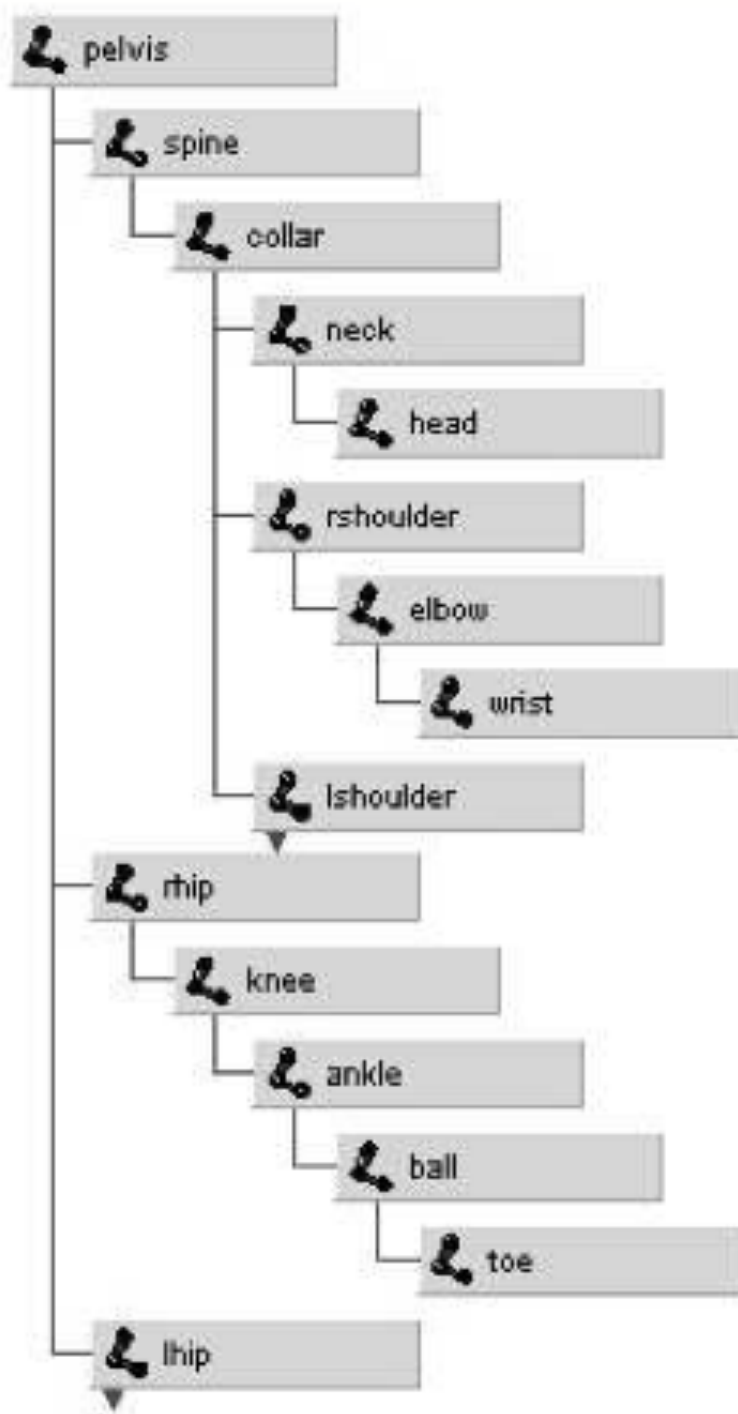 pelvis
spine
collar
neck
head
rshoulder
elbow
wrist
lshoulder
rhip
knee
ankle
ball
toe
lhip